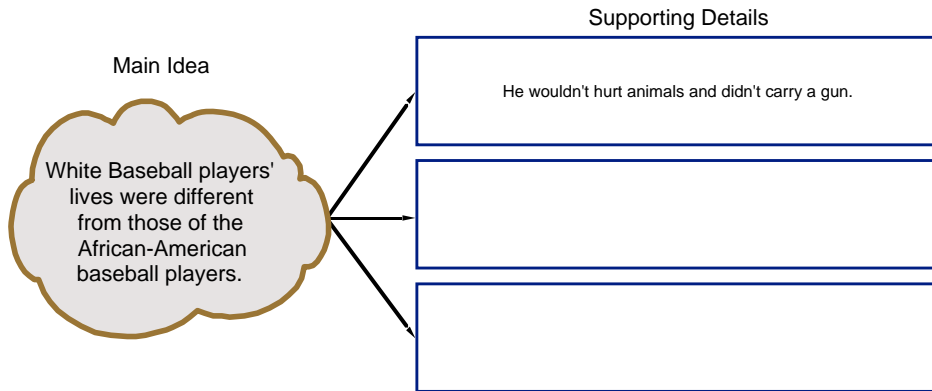 Supporting Details
Main Idea
He wouldn't hurt animals and didn't carry a gun.
White Baseball players'
lives were different
from those of the
African-American
baseball players.